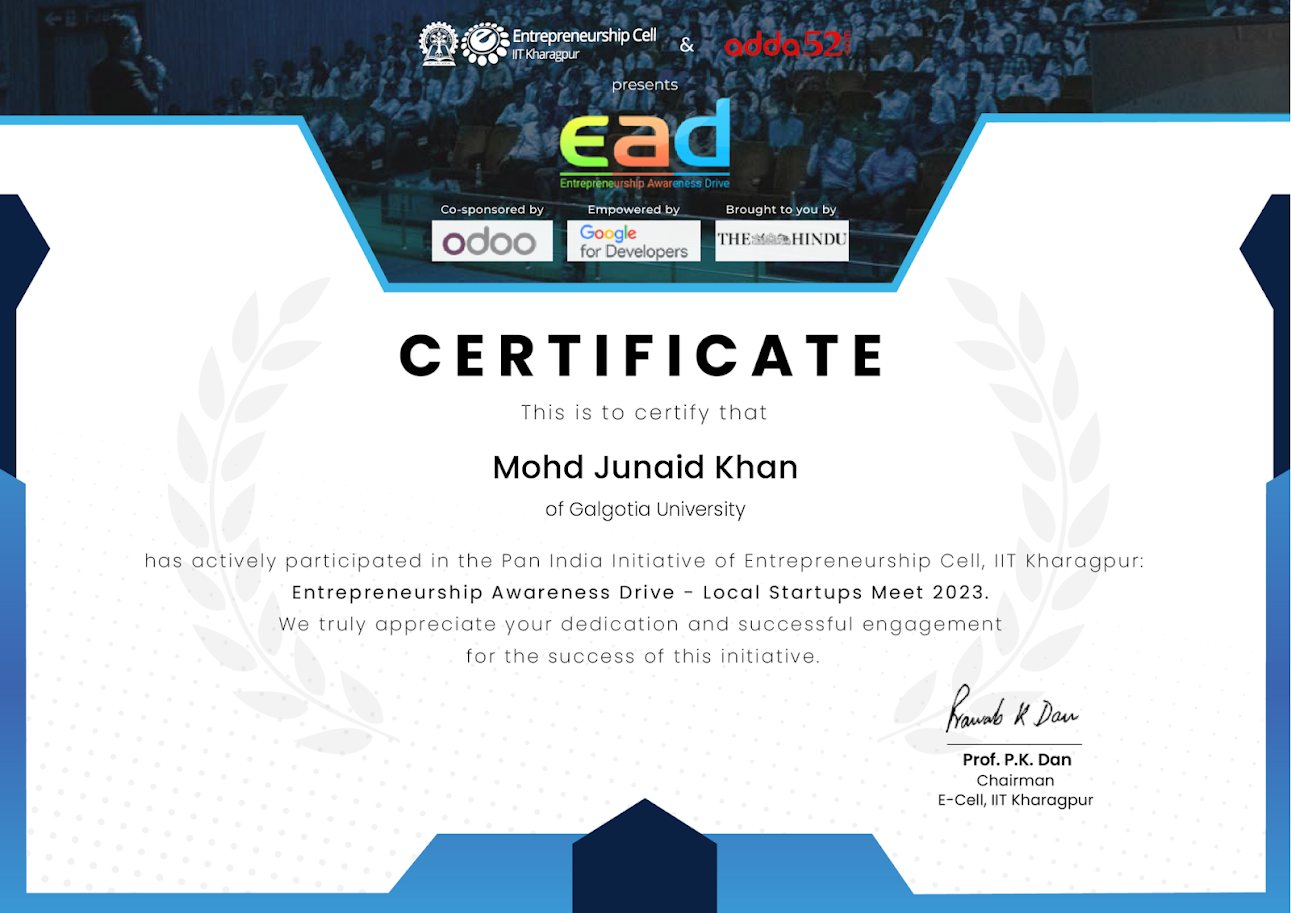 Entrepreneurship Cell
IIT Kharagpur
&
adda52.com
presents
ead
Entrepreneurship Awareness Drive
Co-sponsored by
Empowered by
Brought to you by
odoo
Google
for Developers
THE HINDU
CERTIFICATE
This is to certify that
Mohd Junaid Khan
of Galgotia University
has actively participated in the Pan India Initiative of Entrepreneurship Cell, IIT Kharagpur:
Entrepreneurship Awareness Drive - Local Startups Meet 2023.
We truly appreciate your dedication and successful engagement
for the success of this initiative.
Prof. P.K. Dan
Chairman
E-Cell, IIT Kharagpur